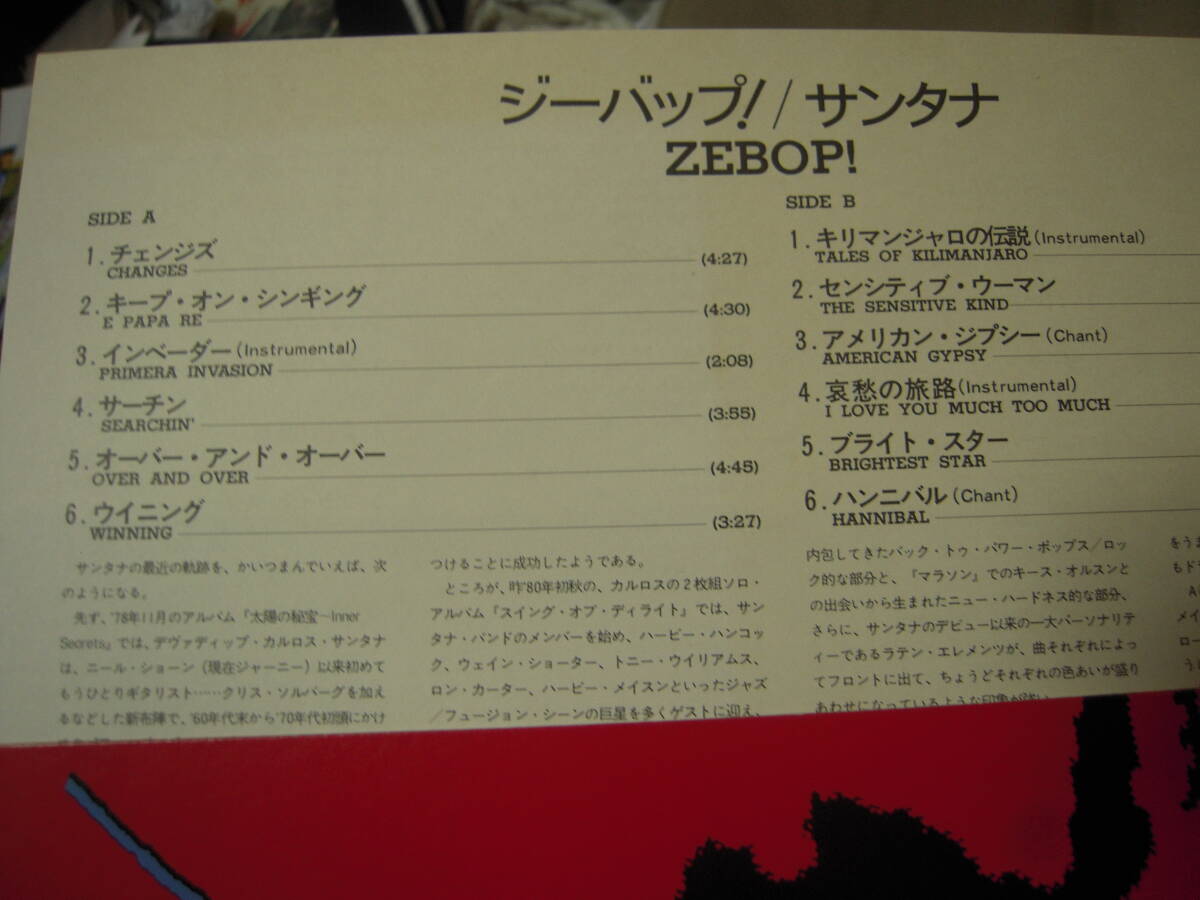 ジーバップ!/サンタナ
ZEBOP!
SIDE A
1.チェンジズ
CHANGES (4:27)
2.キープ・オン・シンギング
E PAPA RE (4:30)
3.インベーダー(Instrumental)
PRIMERA INVASION (2:08)
4.サーチン
SEARCHIN' (3:55)
5.オーバー・アンド・オーバー
OVER AND OVER (4:45)
6.ウイニング
WINNING (3:27)
SIDE B
1.キリマンジャロの伝説(Instrumental)
TALES OF KILIMANJARO
2.センシティブ・ウーマン
THE SENSITIVE KIND
3.アメリカン・ジプシー(Chant)
AMERICAN GYPSY
4.哀愁の旅路(Instrumental)
I LOVE YOU MUCH TOO MUCH
5.ブライト・スター
BRIGHTEST STAR
6.ハンニバル(Chant)
HANNIBAL
サンタナの最近の軌跡を、かいつまんでいえば、次
のようになる。
先ず、'78年11月のアルバム『太陽の秘宝—Inner
Secrets』では、デヴァディップ・カルロス・サンタナ
は、ニール・ショーン(現在ジャーニー)以来初めて
もうひとりギタリスト……クリス・ソルバーグを加え
るなどした新布陣で、'60年代末から'70年代初頭にかけ
つけることに成功したようである。
ところが、昨'80年初秋の、カルロスの2枚組ソロ・
アルバム『スイング・オブ・ディライト』では、サン
タナ・バンドのメンバーを始め、ハービー・ハンコッ
ク、ウェイン・ショーター、トニー・ウイリアムス、
ロン・カーター、ハービー・メイスンといったジャズ
/フュージョン・シーンの巨星を多くゲストに迎え、
内包してきたバック・トゥ・パワー・ポップス/ロッ
ク的な部分と、『マラソン』でのキース・オルスンと
の出会いから生まれたニュー・ハードネス的な部分、
さらに、サンタナのデビュー以来の一大パーソナリテ
ィーであるラテン・エレメンツが、曲それぞれによっ
てフロントに出て、ちょうどそれぞれの色あいが盛り
あわせになっているような印象が強い
をうま
もドラ
A
メイ
ロー